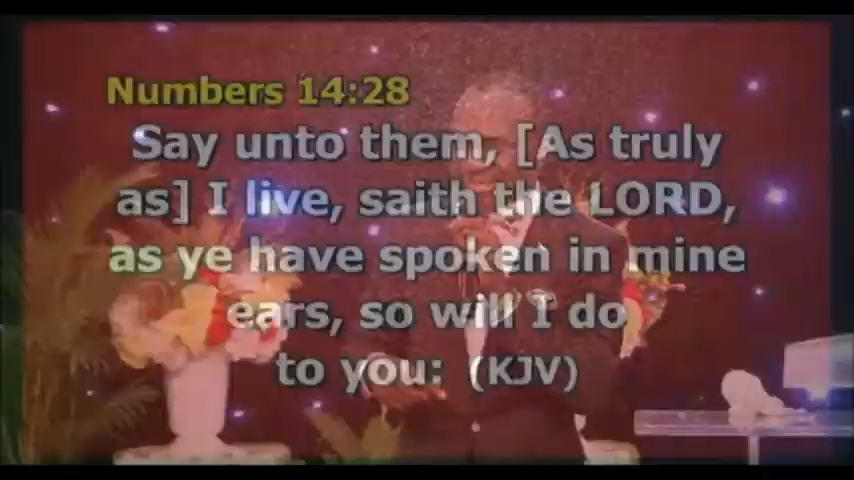 Numbers 14:28
Say unto them, [As truly
as] I live, saith the LORD,
as ye have spoken in mine
ears, so will I do
to you: (KJV)